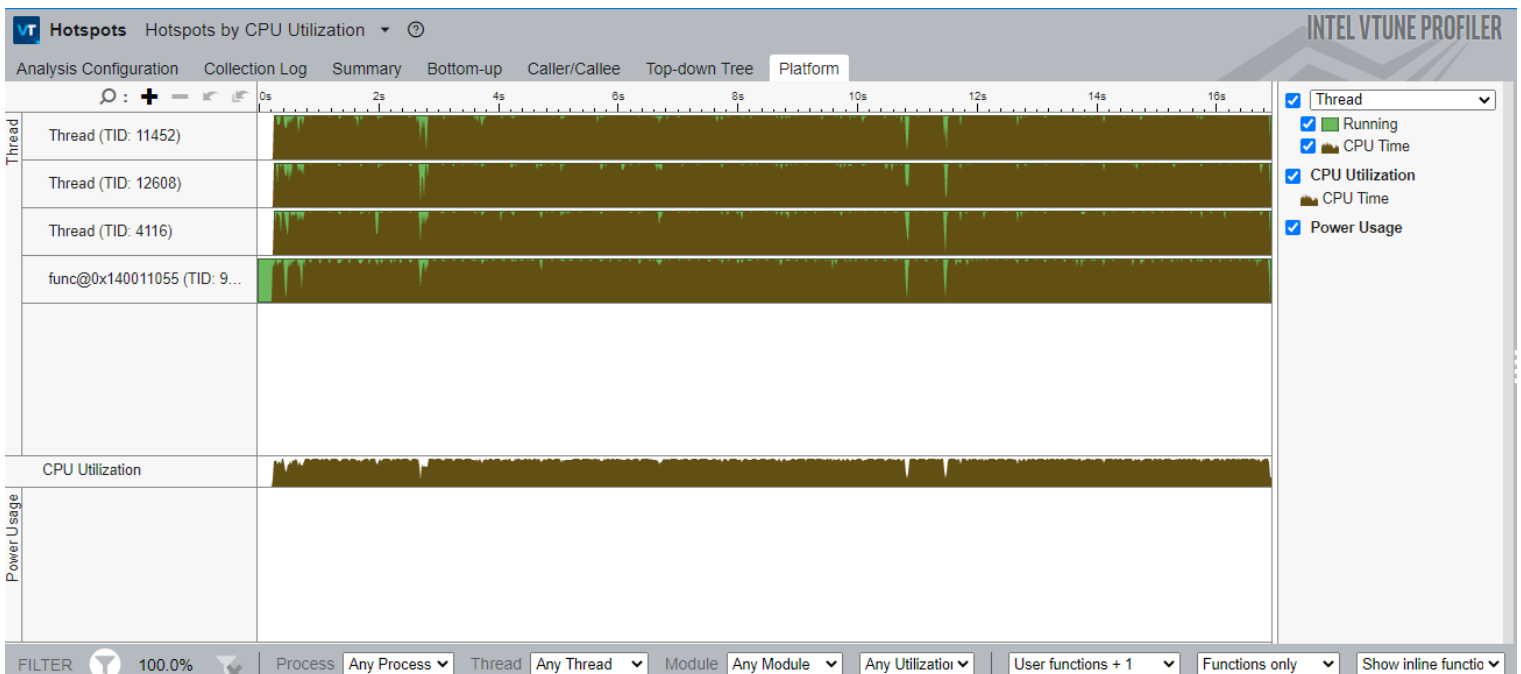 VT Hotspots Hotspots by CPU Utilization
INTEL VTUNE PROFILER
Analysis Configuration Collection Log Summary Bottom-up Caller/Callee Top-down Tree Platform
0s 2s 4s 6s 8s 10s 12s 14s 16s
Thread
Thread (TID: 11452)
Thread (TID: 12608)
Thread (TID: 4116)
func@0x140011055 (TID: 9...
CPU Utilization
Power Usage
Thread
Running
CPU Time
CPU Utilization
CPU Time
Power Usage
FILTER 100.0% Process Any Process Thread Any Thread Module Any Module Any Utilization User functions + 1 Functions only Show inline functio